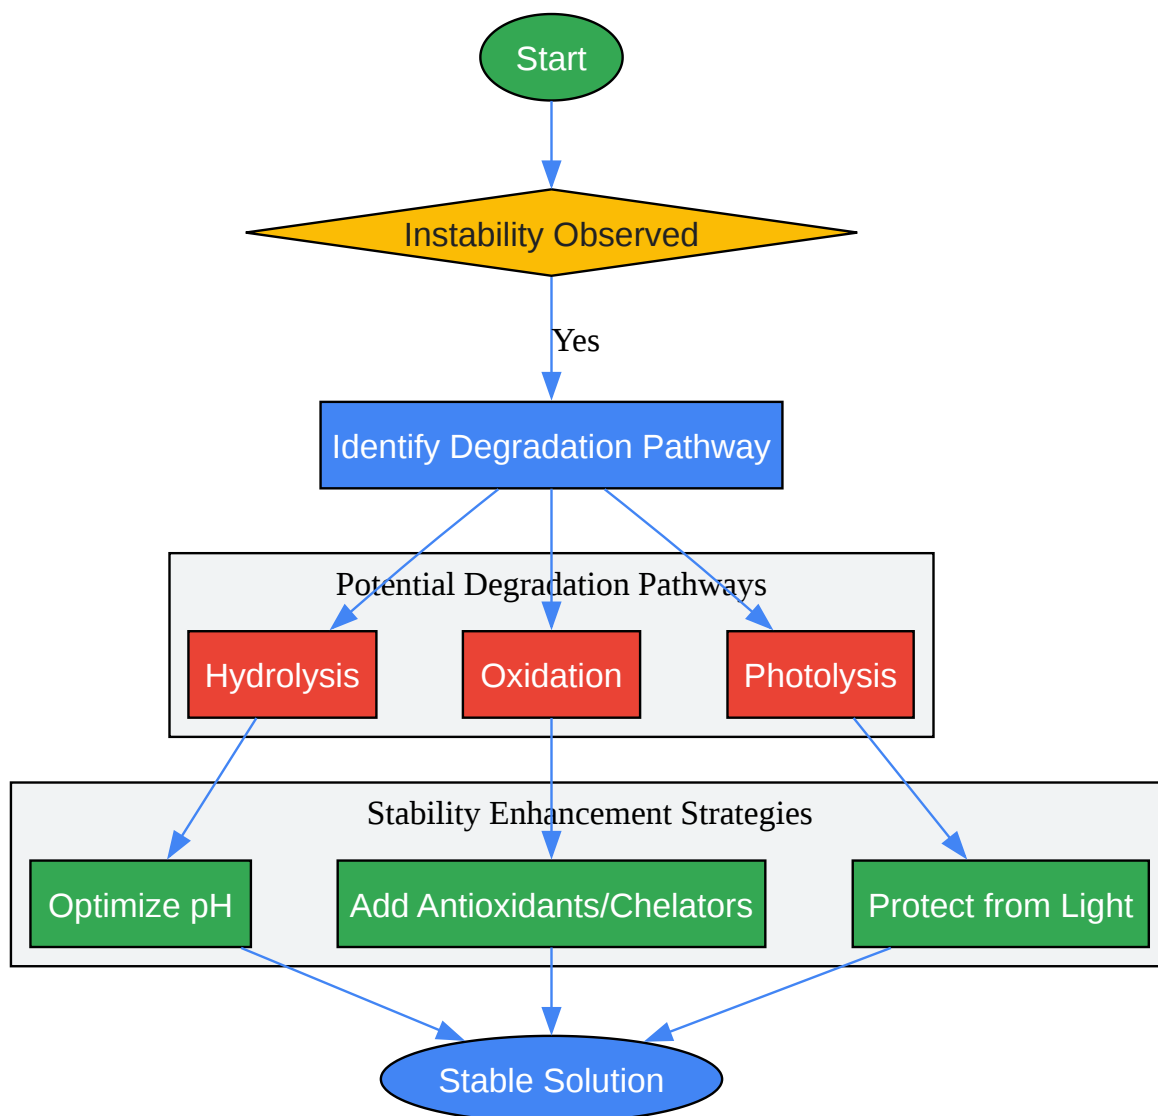 Start
Instability Observed
Yes
Identify Degradation Pathway
Potential Degradation Pathways
Hydrolysis
Oxidation
Photolysis
Stability Enhancement Strategies
Optimize pH
Add Antioxidants/Chelators
Protect from Light
Stable Solution